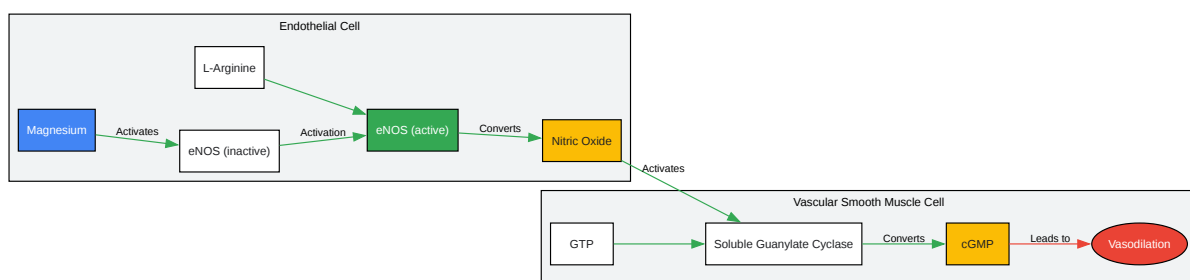 Endothelial Cell
L-Arginine
Magnesium
Activates
eNOS (inactive)
Activation
eNOS (active)
Converts
Nitric Oxide
Activates
Vascular Smooth Muscle Cell
GTP
Soluble Guanylate Cyclase
Converts
cGMP
Leads to
Vasodilation